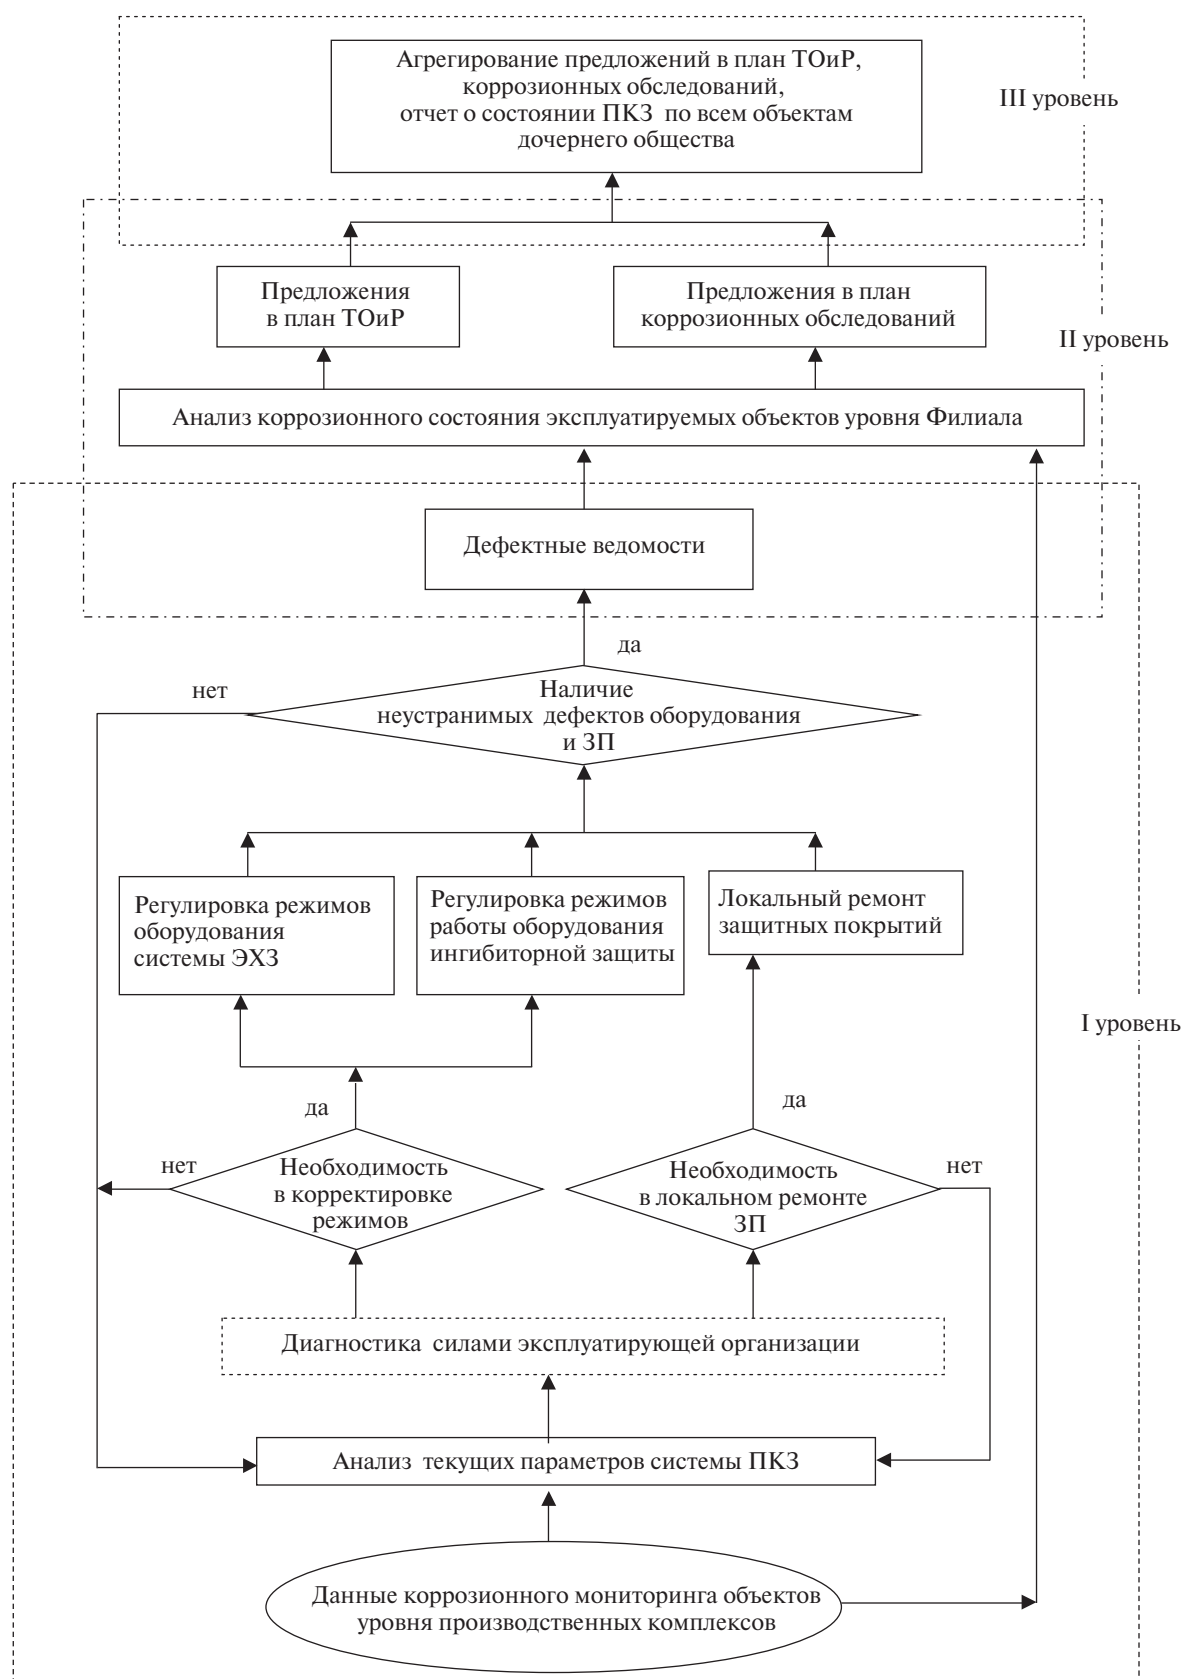 Агрегирование предложений в план ТОиР,
коррозионных обследований,
отчет о состоянии ПКЗ по всем объектам
дочернего общества
III уровень
Предложения
в план ТОиР
Предложения в план
коррозионных обследований
II уровень
Анализ коррозионного состояния эксплуатируемых объектов уровня Филиала
Дефектные ведомости
да
нет
Наличие
неустранимых дефектов оборудования
и ЗП
Регулировка режимов
оборудования
системы ЭХЗ
Регулировка режимов
работы оборудования
ингибиторной защиты
Локальный ремонт
защитных покрытий
I уровень
да
да
нет
Необходимость
в корректировке
режимов
Необходимость
в локальном ремонте
ЗП
нет
Диагностика силами эксплуатирующей организации
Анализ текущих параметров системы ПКЗ
Данные коррозионного мониторинга объектов
уровня производственных комплексов